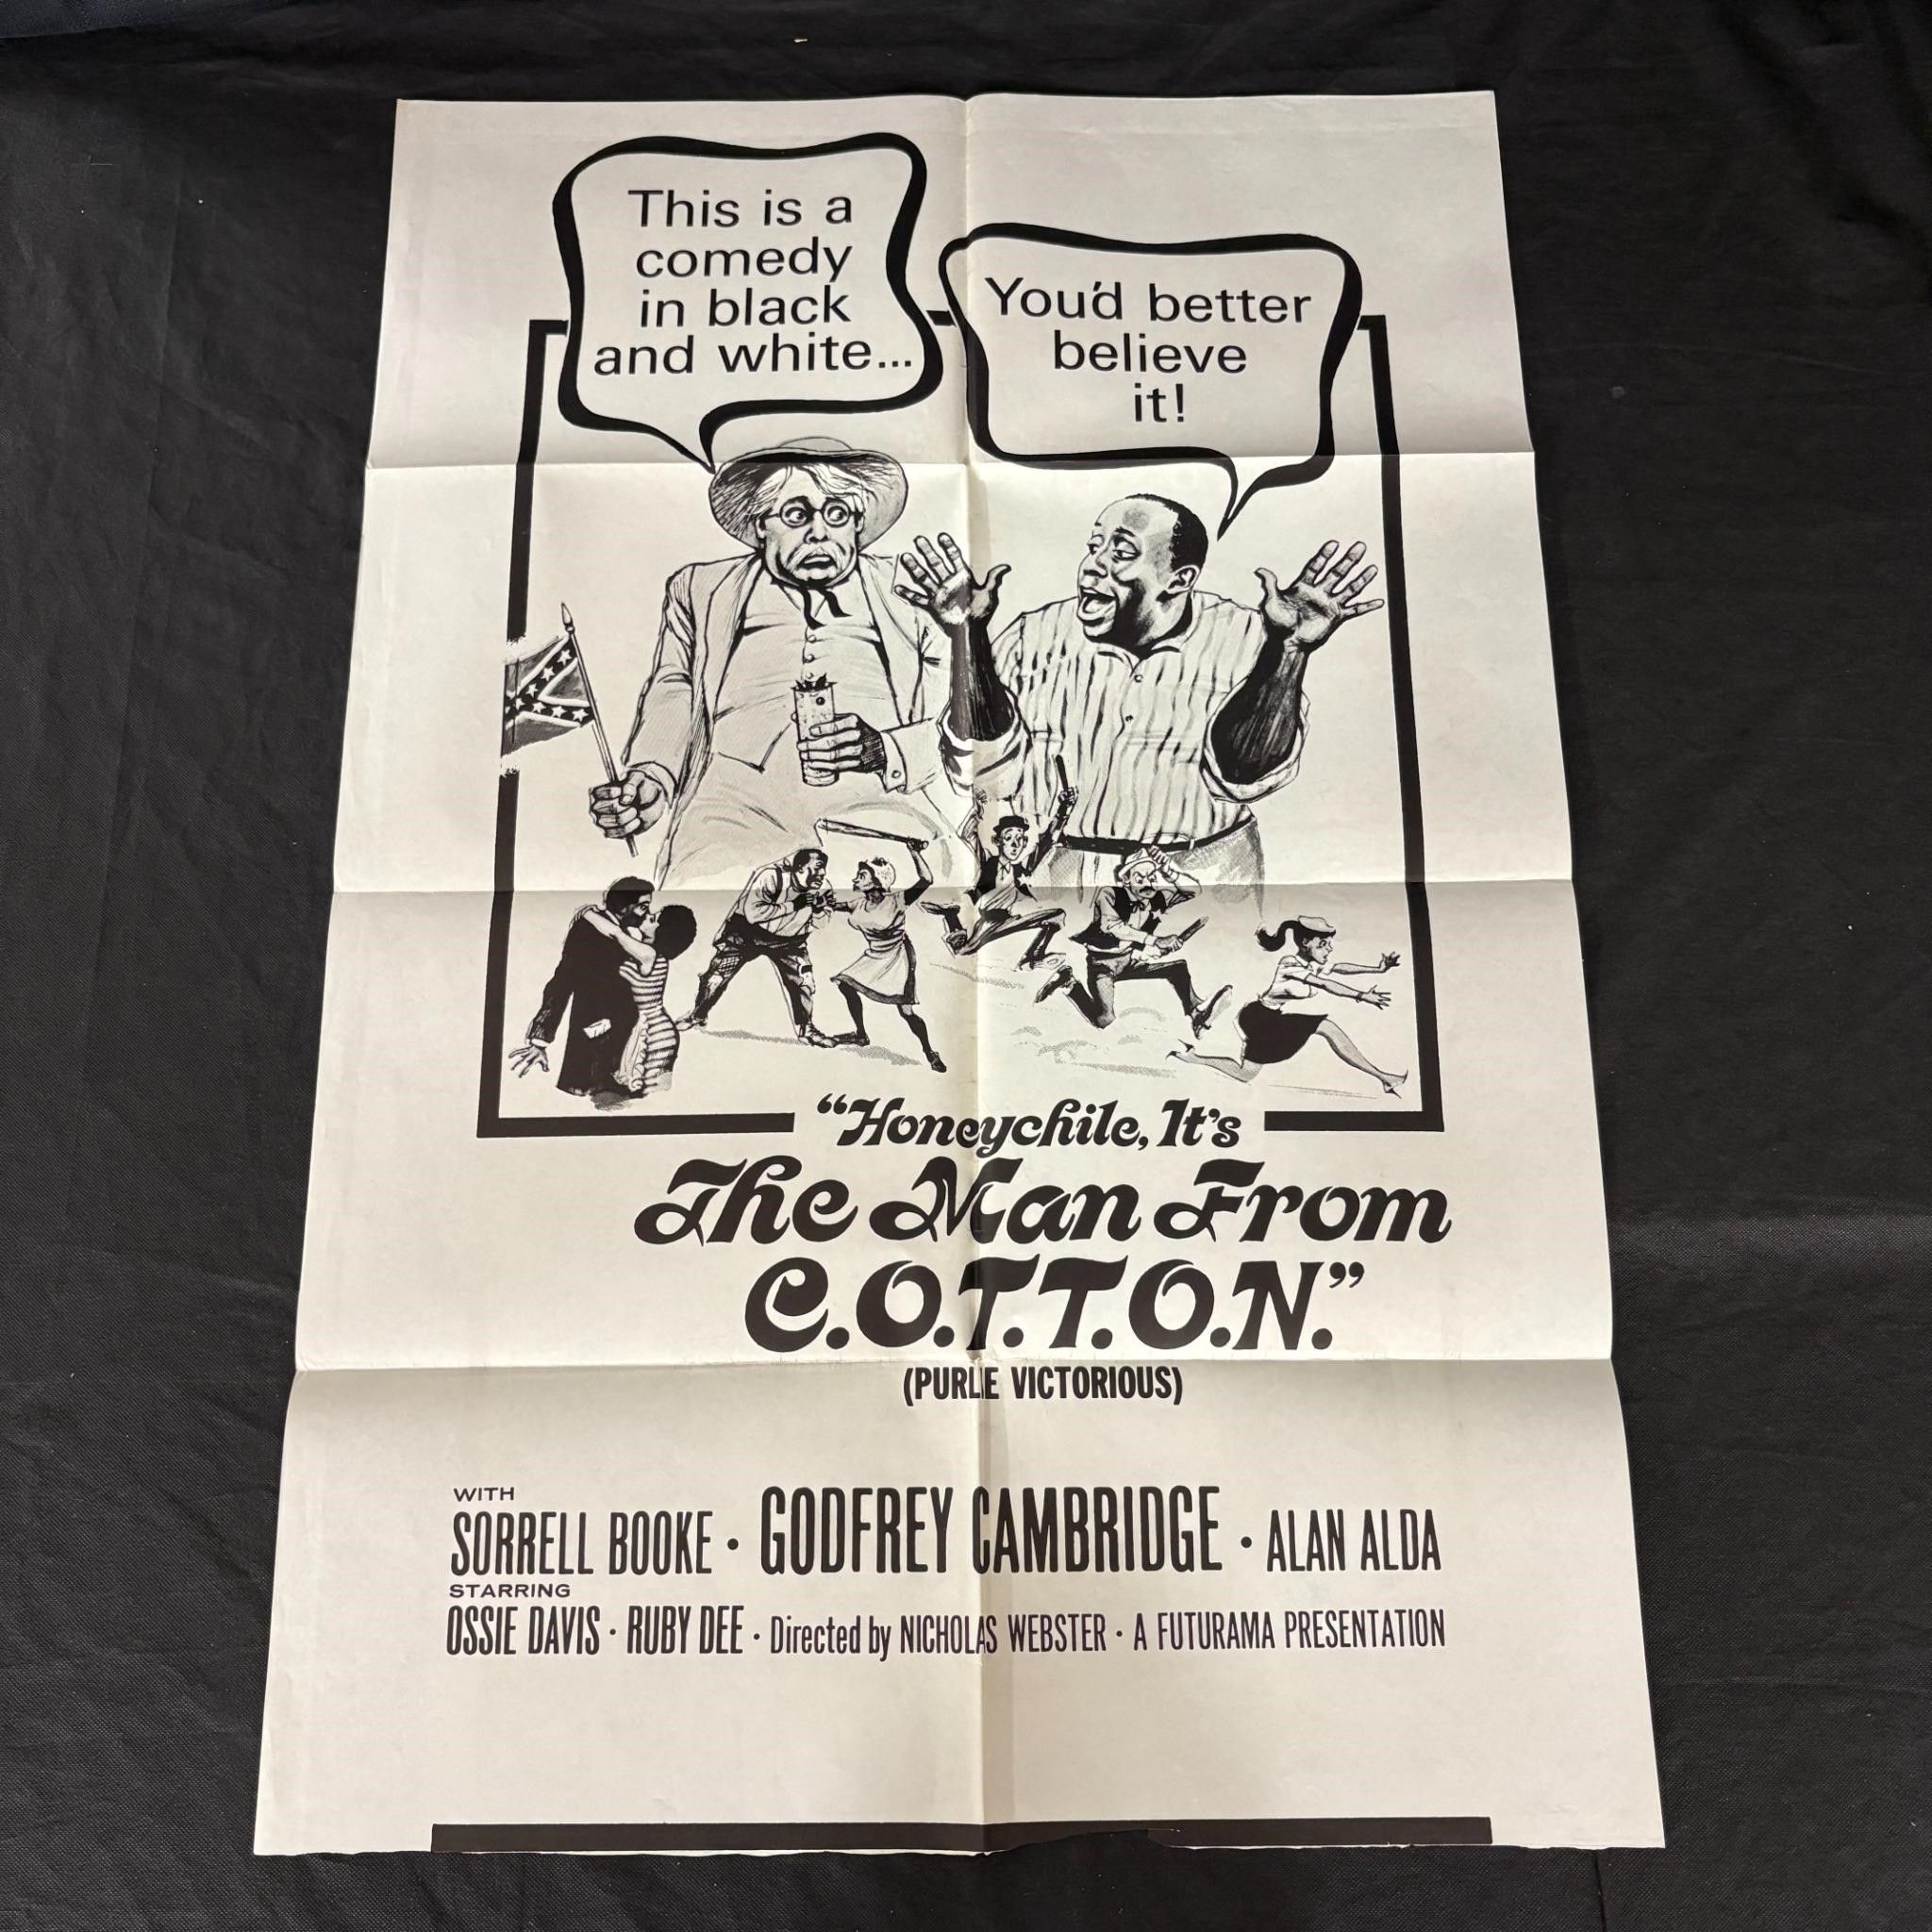 This is a
comedy
in black
and white...
You'd better
believe
it!
"Honeychile, It's
The Man From
C.O.T.T.O.N."
(PURLE VICTORIOUS)
WITH
SORRELL BOOKE · GODFREY CAMBRIDGE · ALAN ALDA
STARRING
OSSIE DAVIS · RUBY DEE · Directed by NICHOLAS WEBSTER · A FUTURAMA PRESENTATION